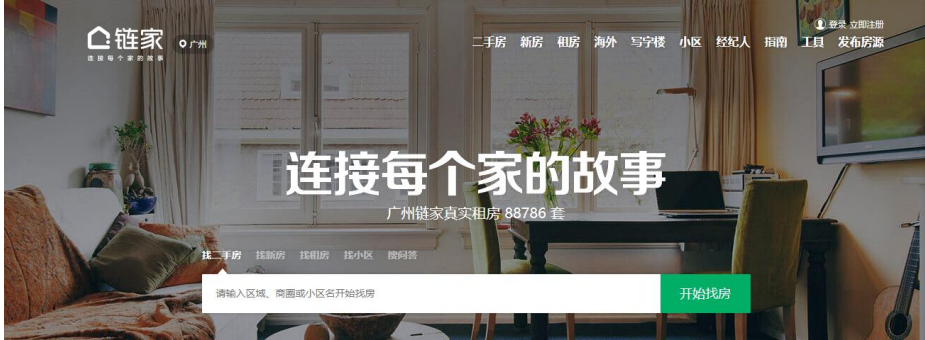 登录 立即注册
链家
连接每个家的故事
广州
二手房 新房 租房 海外 写字楼 小区 经纪人 指南 工具 发布房源
连接每个家的故事
广州链家真实租房 88786 套
找二手房 找新房 找租房 找小区 搜问答
请输入区域、商圈或小区名开始找房
开始找房